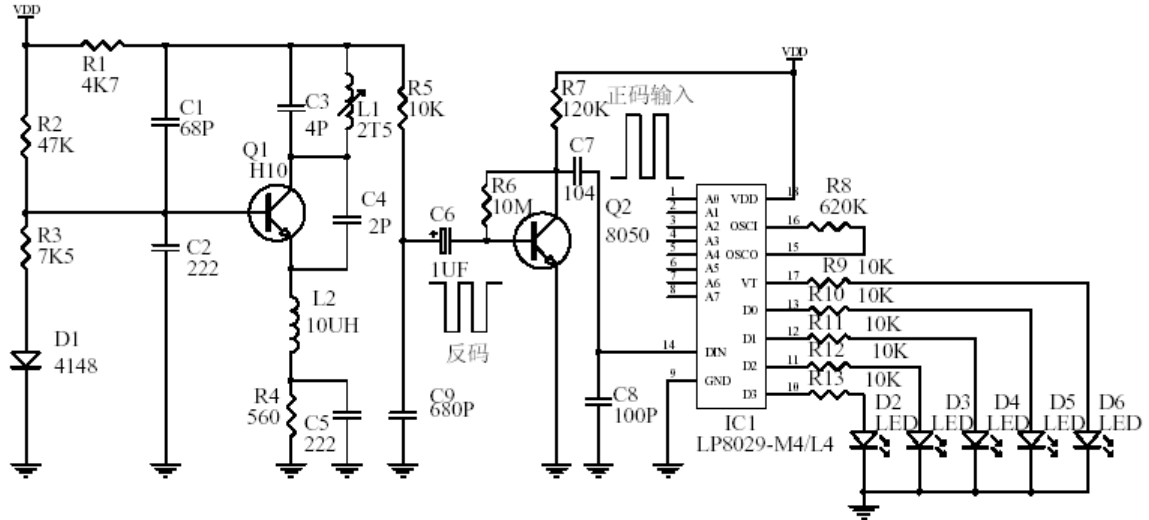 VDD
R1
4K7
R2
47K
C1
68P
Q1
H10
C3
4P
L1
2T5
R5
10K
R7
120K
正码输入
VDD
C7
104
R6
10M
Q2
8050
C4
2P
R3
7K5
C2
222
C6
+
1UF
反码
L2
10UH
D1
4148
R4
560
C5
222
C9
680P
C8
100P
1 A0
2 A1
3 A2
4 A3
5 A4
6 A5
7 A6
8 A7
14 DIN
9 GND
VDD 18
OSCI 16
OSCO 15
VT 17
D0 13
D1 12
D2 11
D3 10
IC1
LP8029-M4/L4
R8
620K
R9 10K
R10 10K
R11 10K
R12 10K
R13 10K
D2 D3 D4 D5 D6
LED LED LED LED LED